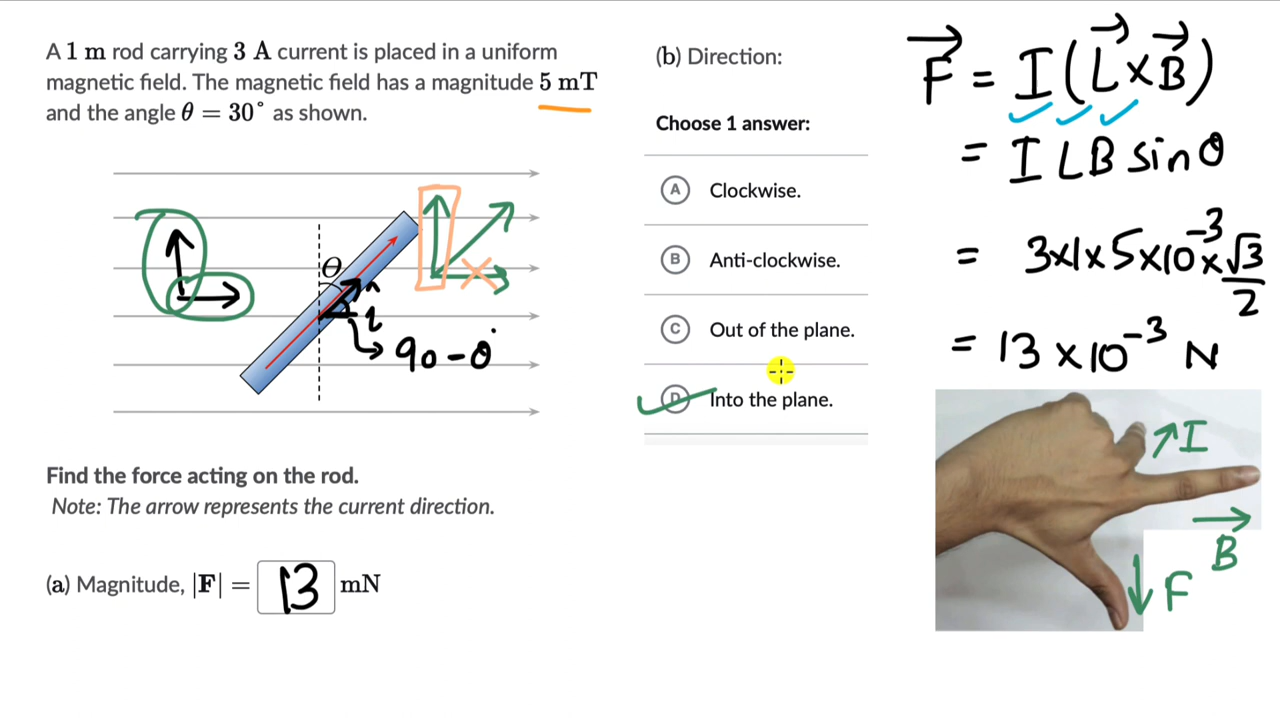 A 1 m rod carrying 3 A current is placed in a uniform
magnetic field. The magnetic field has a magnitude 5 mT
and the angle θ = 30° as shown.
θ
90-θ
Find the force acting on the rod.
Note: The arrow represents the current direction.
(a) Magnitude, |F| = 13 mN
(b) Direction:
Choose 1 answer:
A Clockwise.
B Anti-clockwise.
C Out of the plane.
D Into the plane.
F = I(L×B)
= ILB sinθ
= 3×1×5×10⁻³×√3/2
= 13 ×10⁻³ N
↑I
→
B
↓F